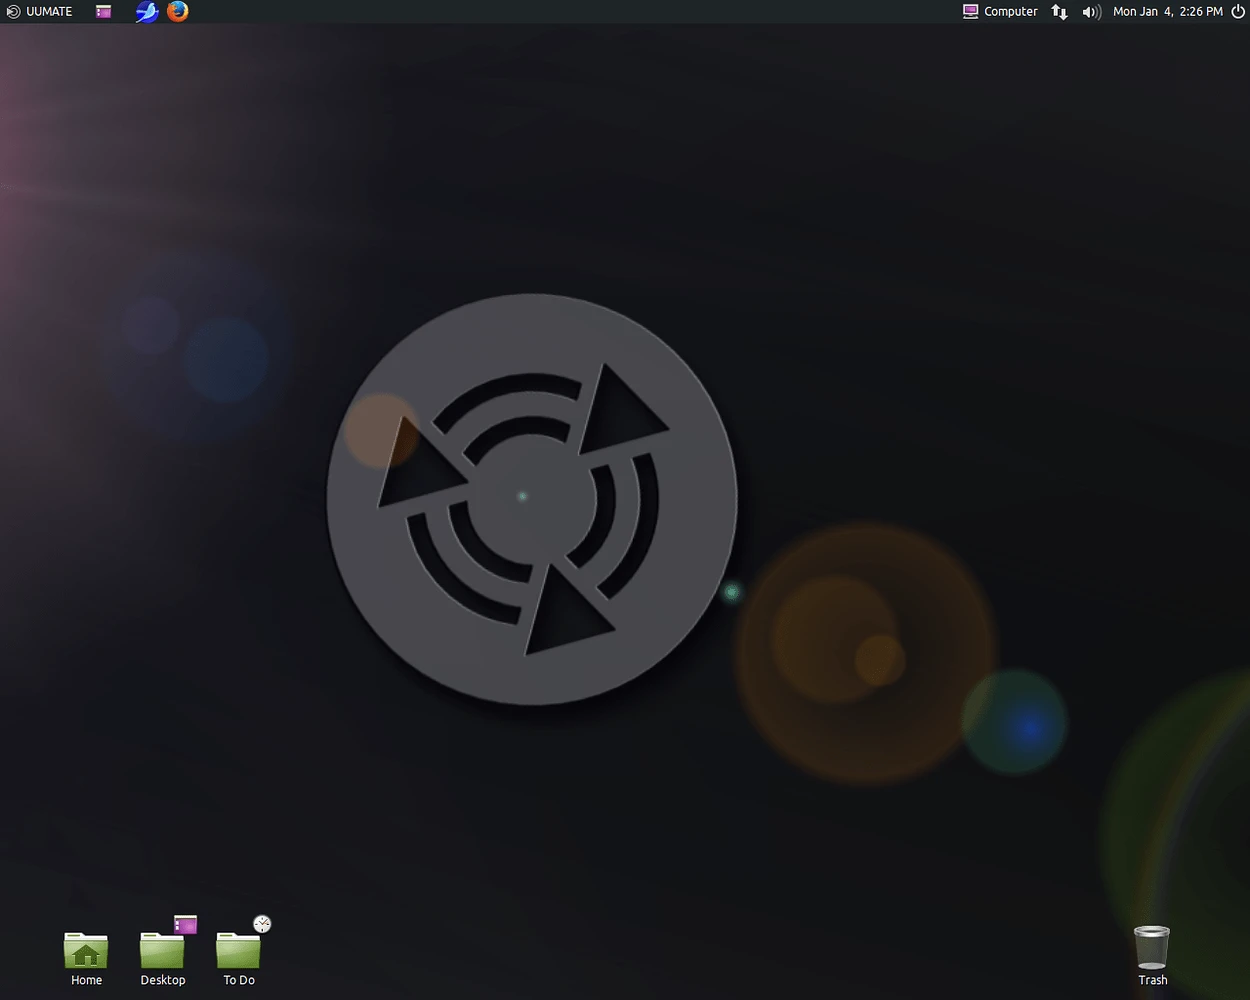 UUMATE
Computer
Mon Jan 4, 2:26 PM
Home
Desktop
To Do
Trash